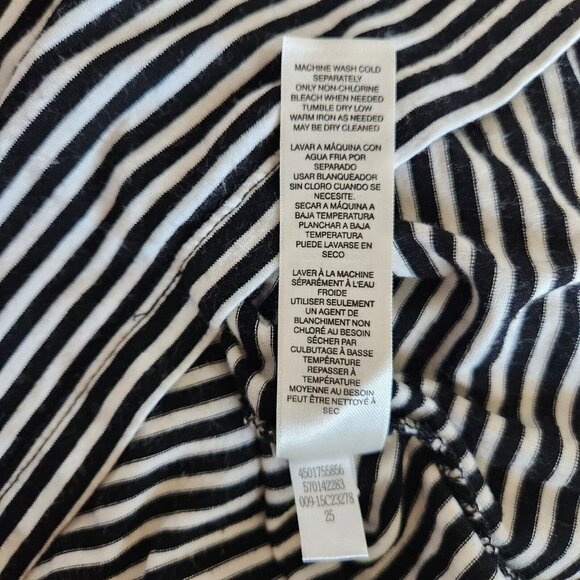 MACHINE WASH COLD
SEPARATELY
ONLY NON-CHLORINE
BLEACH WHEN NEEDED
TUMBLE DRY LOW
WARM IRON AS NEEDED
MAY BE DRY CLEANED
LAVAR A MÁQUINA CON
AGUA FRIA POR
SEPARADO
USAR BLANQUEADOR
SIN CLORO CUANDO SE
NECESITE.
SECAR A MÁQUINA A
BAJA TEMPERATURA
PLANCHAR A BAJA
TEMPERATURA
PUEDE LAVARSE EN
SECO
LAVER À LA MACHINE
SÉPARÉMENT À L'EAU
FROIDE
UTILISER SEULEMENT
UN AGENT DE
BLANCHIMENT NON
CHLORÉ AU BESOIN
SÉCHER PAR
CULBUTAGE À BASSE
TEMPÉRATURE
REPASSER À
TEMPÉRATURE
MOYENNE AU BESOIN
PEUT ÊTRE NETTOYÉ À
SEC
4501755856
570142283
009-15C23278
25